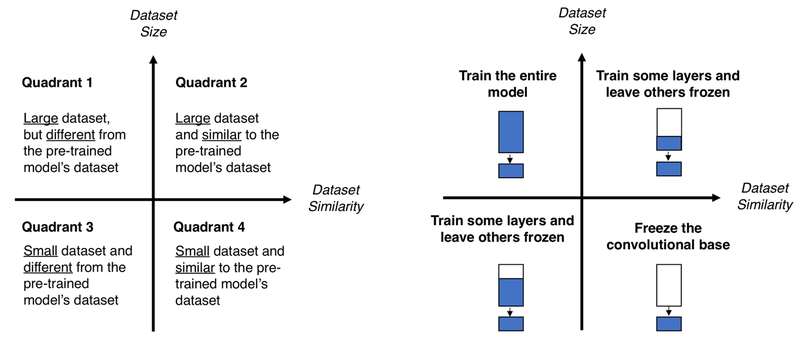 Dataset
Size
Quadrant 1
Large dataset,
but different from
the pre-trained
model's dataset
Quadrant 2
Large dataset
and similar to the
pre-trained
model's dataset
Dataset
Similarity
Quadrant 3
Small dataset and
different from the
pre-trained
model's dataset
Quadrant 4
Small dataset and
similar to the pre-
trained model's
dataset
Dataset
Size
Train the entire
model
Train some layers and
leave others frozen
Dataset
Similarity
Train some layers and
leave others frozen
Freeze the
convolutional base